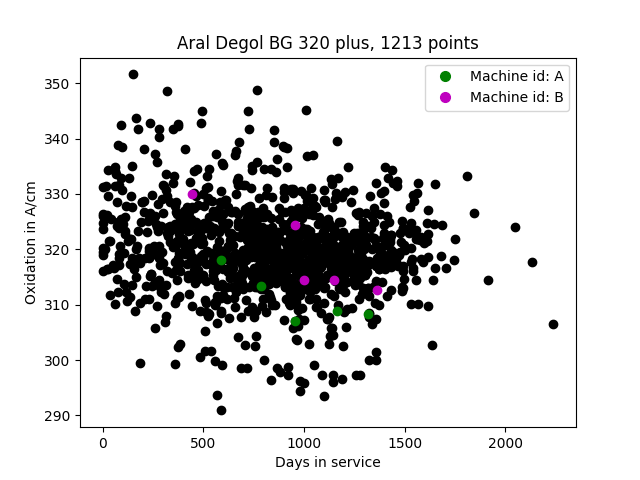 Aral Degol BG 320 plus, 1213 points
Machine id: A
Machine id: B
350
340
330
320
310
300
290
Oxidation in A/cm
0 500 1000 1500 2000
Days in service